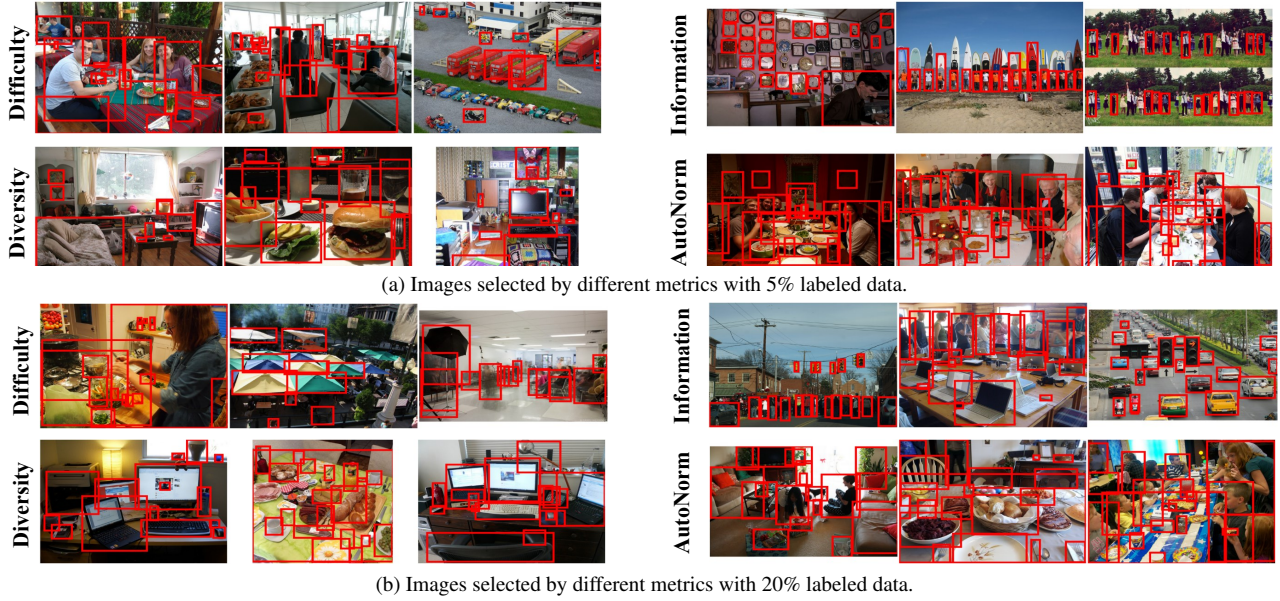 Difficulty
Information
Diversity
AutoNorm
(a) Images selected by different metrics with 5% labeled data.
Difficulty
Information
Diversity
AutoNorm
(b) Images selected by different metrics with 20% labeled data.